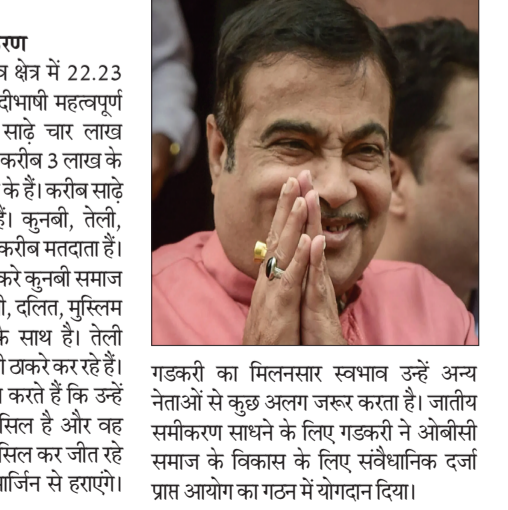 करण
व क्षेत्र में 22.23
दीभाषी महत्वपूर्ण
साढ़े चार लाख
करीब 3 लाख के
के हैं। करीब साढ़े
हैं। कुनबी, तेली,
करीब मतदाता हैं।
करे कुनबी समाज
ी, दलित, मुस्लिम
के साथ है। तेली
ी ठाकरे कर रहे हैं।
करते हैं कि उन्हें
सिल है और वह
सिल कर जीत रहे
मार्जिन से हराएंगे।
गडकरी का मिलनसार स्वभाव उन्हें अन्य
नेताओं से कुछ अलग जरूर करता है। जातीय
समीकरण साधने के लिए गडकरी ने ओबीसी
समाज के विकास के लिए संवैधानिक दर्जा
प्राप्त आयोग का गठन में योगदान दिया।